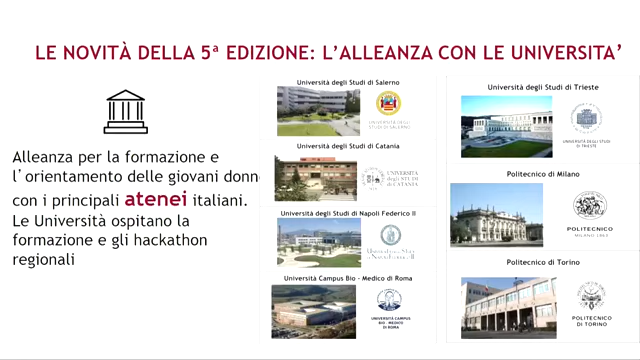 LE NOVITÀ DELLA 5ª EDIZIONE: L'ALLEANZA CON LE UNIVERSITA'
Alleanza per la formazione e
l'orientamento delle giovani donn
con i principali atenei italiani.
Le Università ospitano la
formazione e gli hackathon
regionali
Università degli Studi di Salerno
UNIVERSITÀ DEGLI
STUDI DI SALERNO
Università degli Studi di Catania
UNIVERSITÀ
degli STUDI
di CATANIA
Università degli Studi di Napoli Federico II
Università degli Studi
di Napoli Federico II
Università Campus Bio - Medico di Roma
UNIVERSITÀ CAMPUS
BIO - MEDICO
DI ROMA
Università degli Studi di Trieste
UNIVERSITÀ DEGLI STUDI
DI TRIESTE
Politecnico di Milano
POLITECNICO
MILANO 1863
Politecnico di Torino
POLITECNICO
DI TORINO